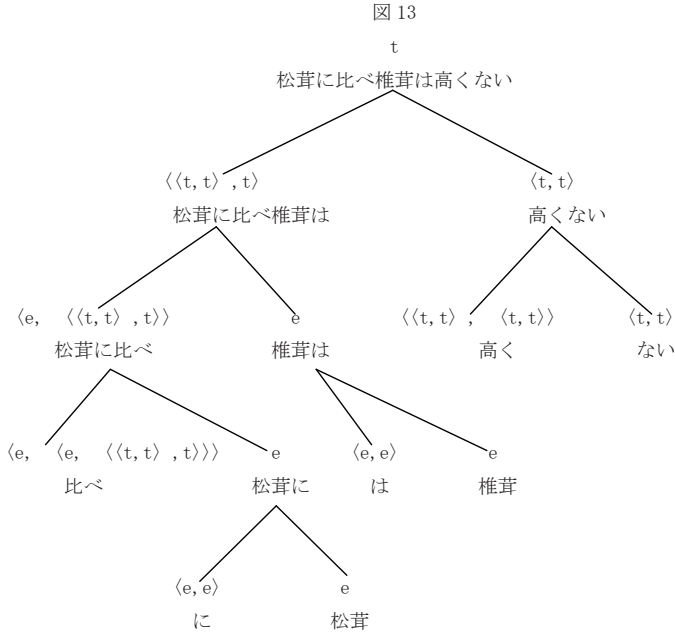 図 13
t
松茸に比べ椎茸は高くない
〈〈t,t〉,t〉 〈t,t〉
松茸に比べ椎茸は 高くない
〈e, 〈〈t,t〉,t〉〉 e 〈〈t,t〉, 〈t,t〉〉 〈t,t〉
松茸に比べ 椎茸は 高く ない
〈e, 〈e, 〈〈t,t〉,t〉〉〉 e 〈e,e〉 e
比べ 松茸に は 椎茸
〈e,e〉 e
に 松茸